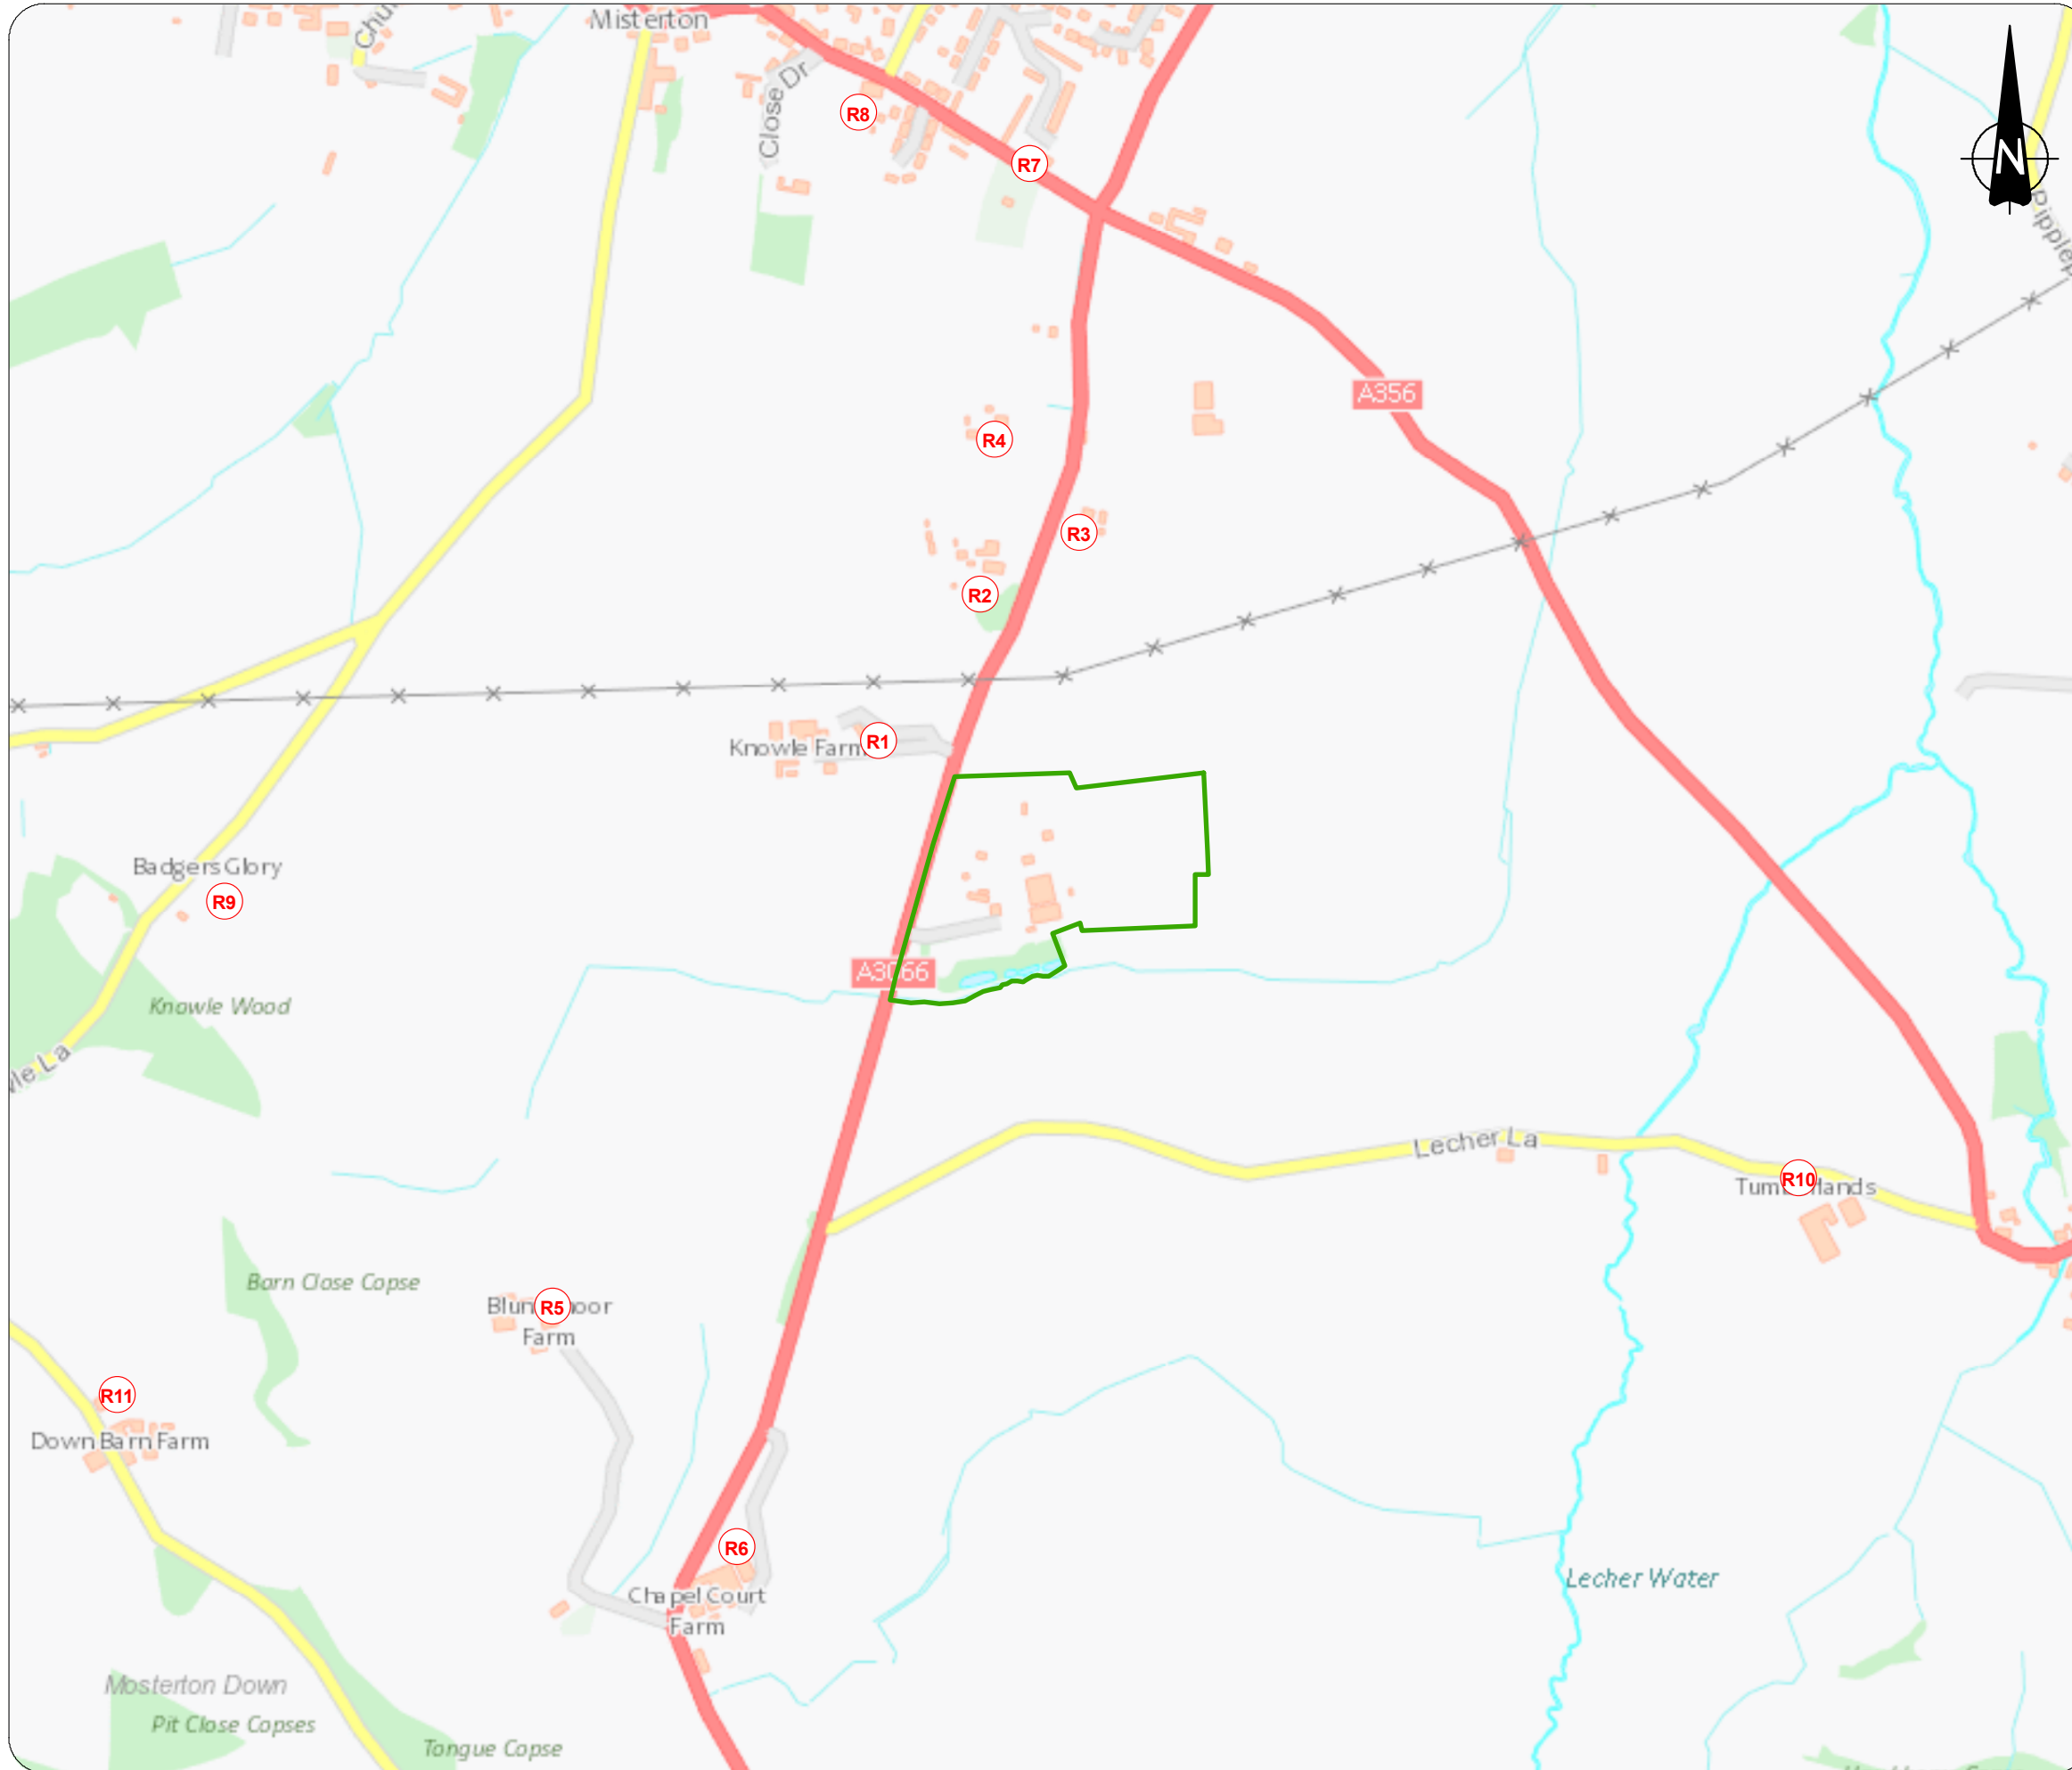 Misterton
Close Dr
R8
R7
N
A356
R4
R3
R2
Knowle Farm
R1
Badgers Glory
R9
A3066
Knowle Wood
Lecher La
R10
Barn Close Copse
R5
Farm
R11
Down Barn Farm
R6
Chapel Court
Farm
Lecher Water
Mosterton Down
Pit Close Copses
Tongue Copse